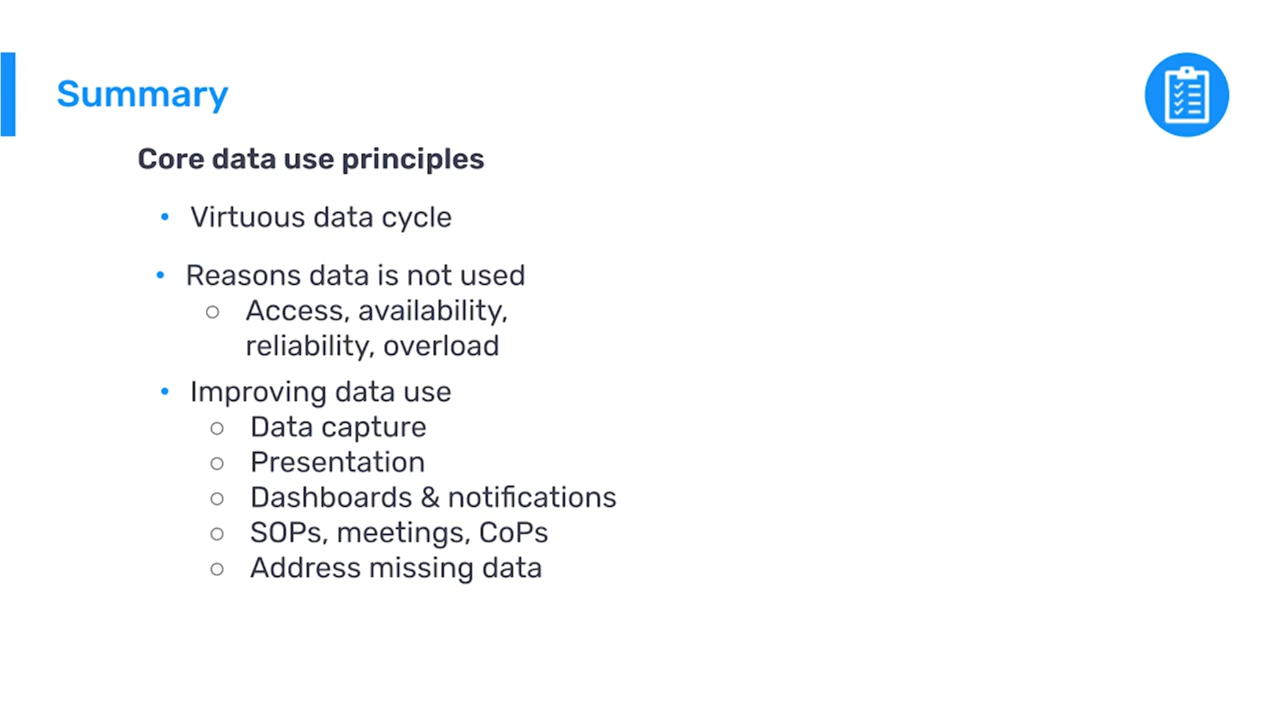 Summary
Core data use principles
• Virtuous data cycle
• Reasons data is not used
○ Access, availability,
reliability, overload
• Improving data use
○ Data capture
○ Presentation
○ Dashboards & notifications
○ SOPs, meetings, CoPs
○ Address missing data